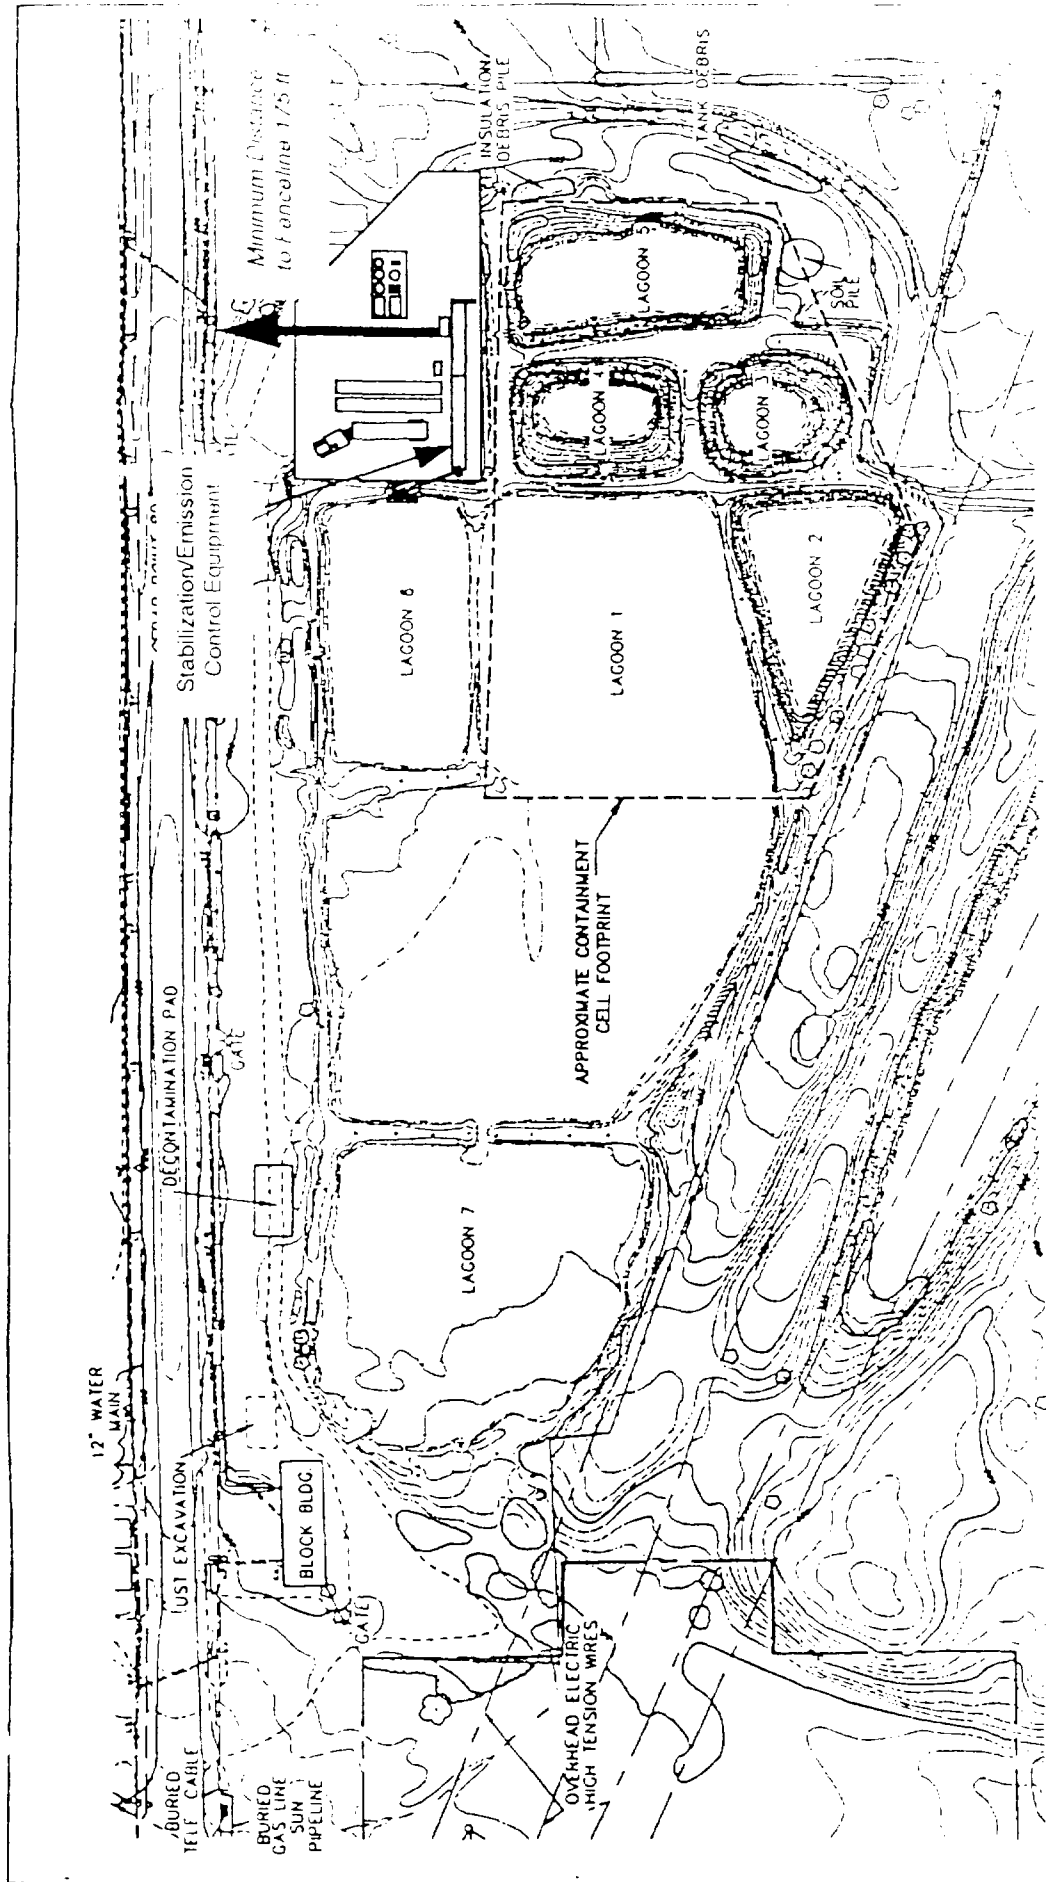 12" WATER
MAIN
BURIED
TELE CABLE
BURIED
GAS LINE
SUN
PIPELINE
LUST EXCAVATION
BLOCK BLDG.
GATE
DECONTAMINATION PAD
GATE
OVERHEAD ELECTRIC
HIGH TENSION WIRES
LAGOON 7
APPROXIMATE CONTAINMENT
CELL FOOTPRINT
Stabilization/Emission
Control Equipment
LAGOON 6
LAGOON 1
LAGOON 2
Minimum Distance
to Fenceline 175 ft
LAGOON 4
LAGOON 3
LAGOON 5
SOIL
PILE
INSULATION
DEBRIS PILE
TANK DEBRIS